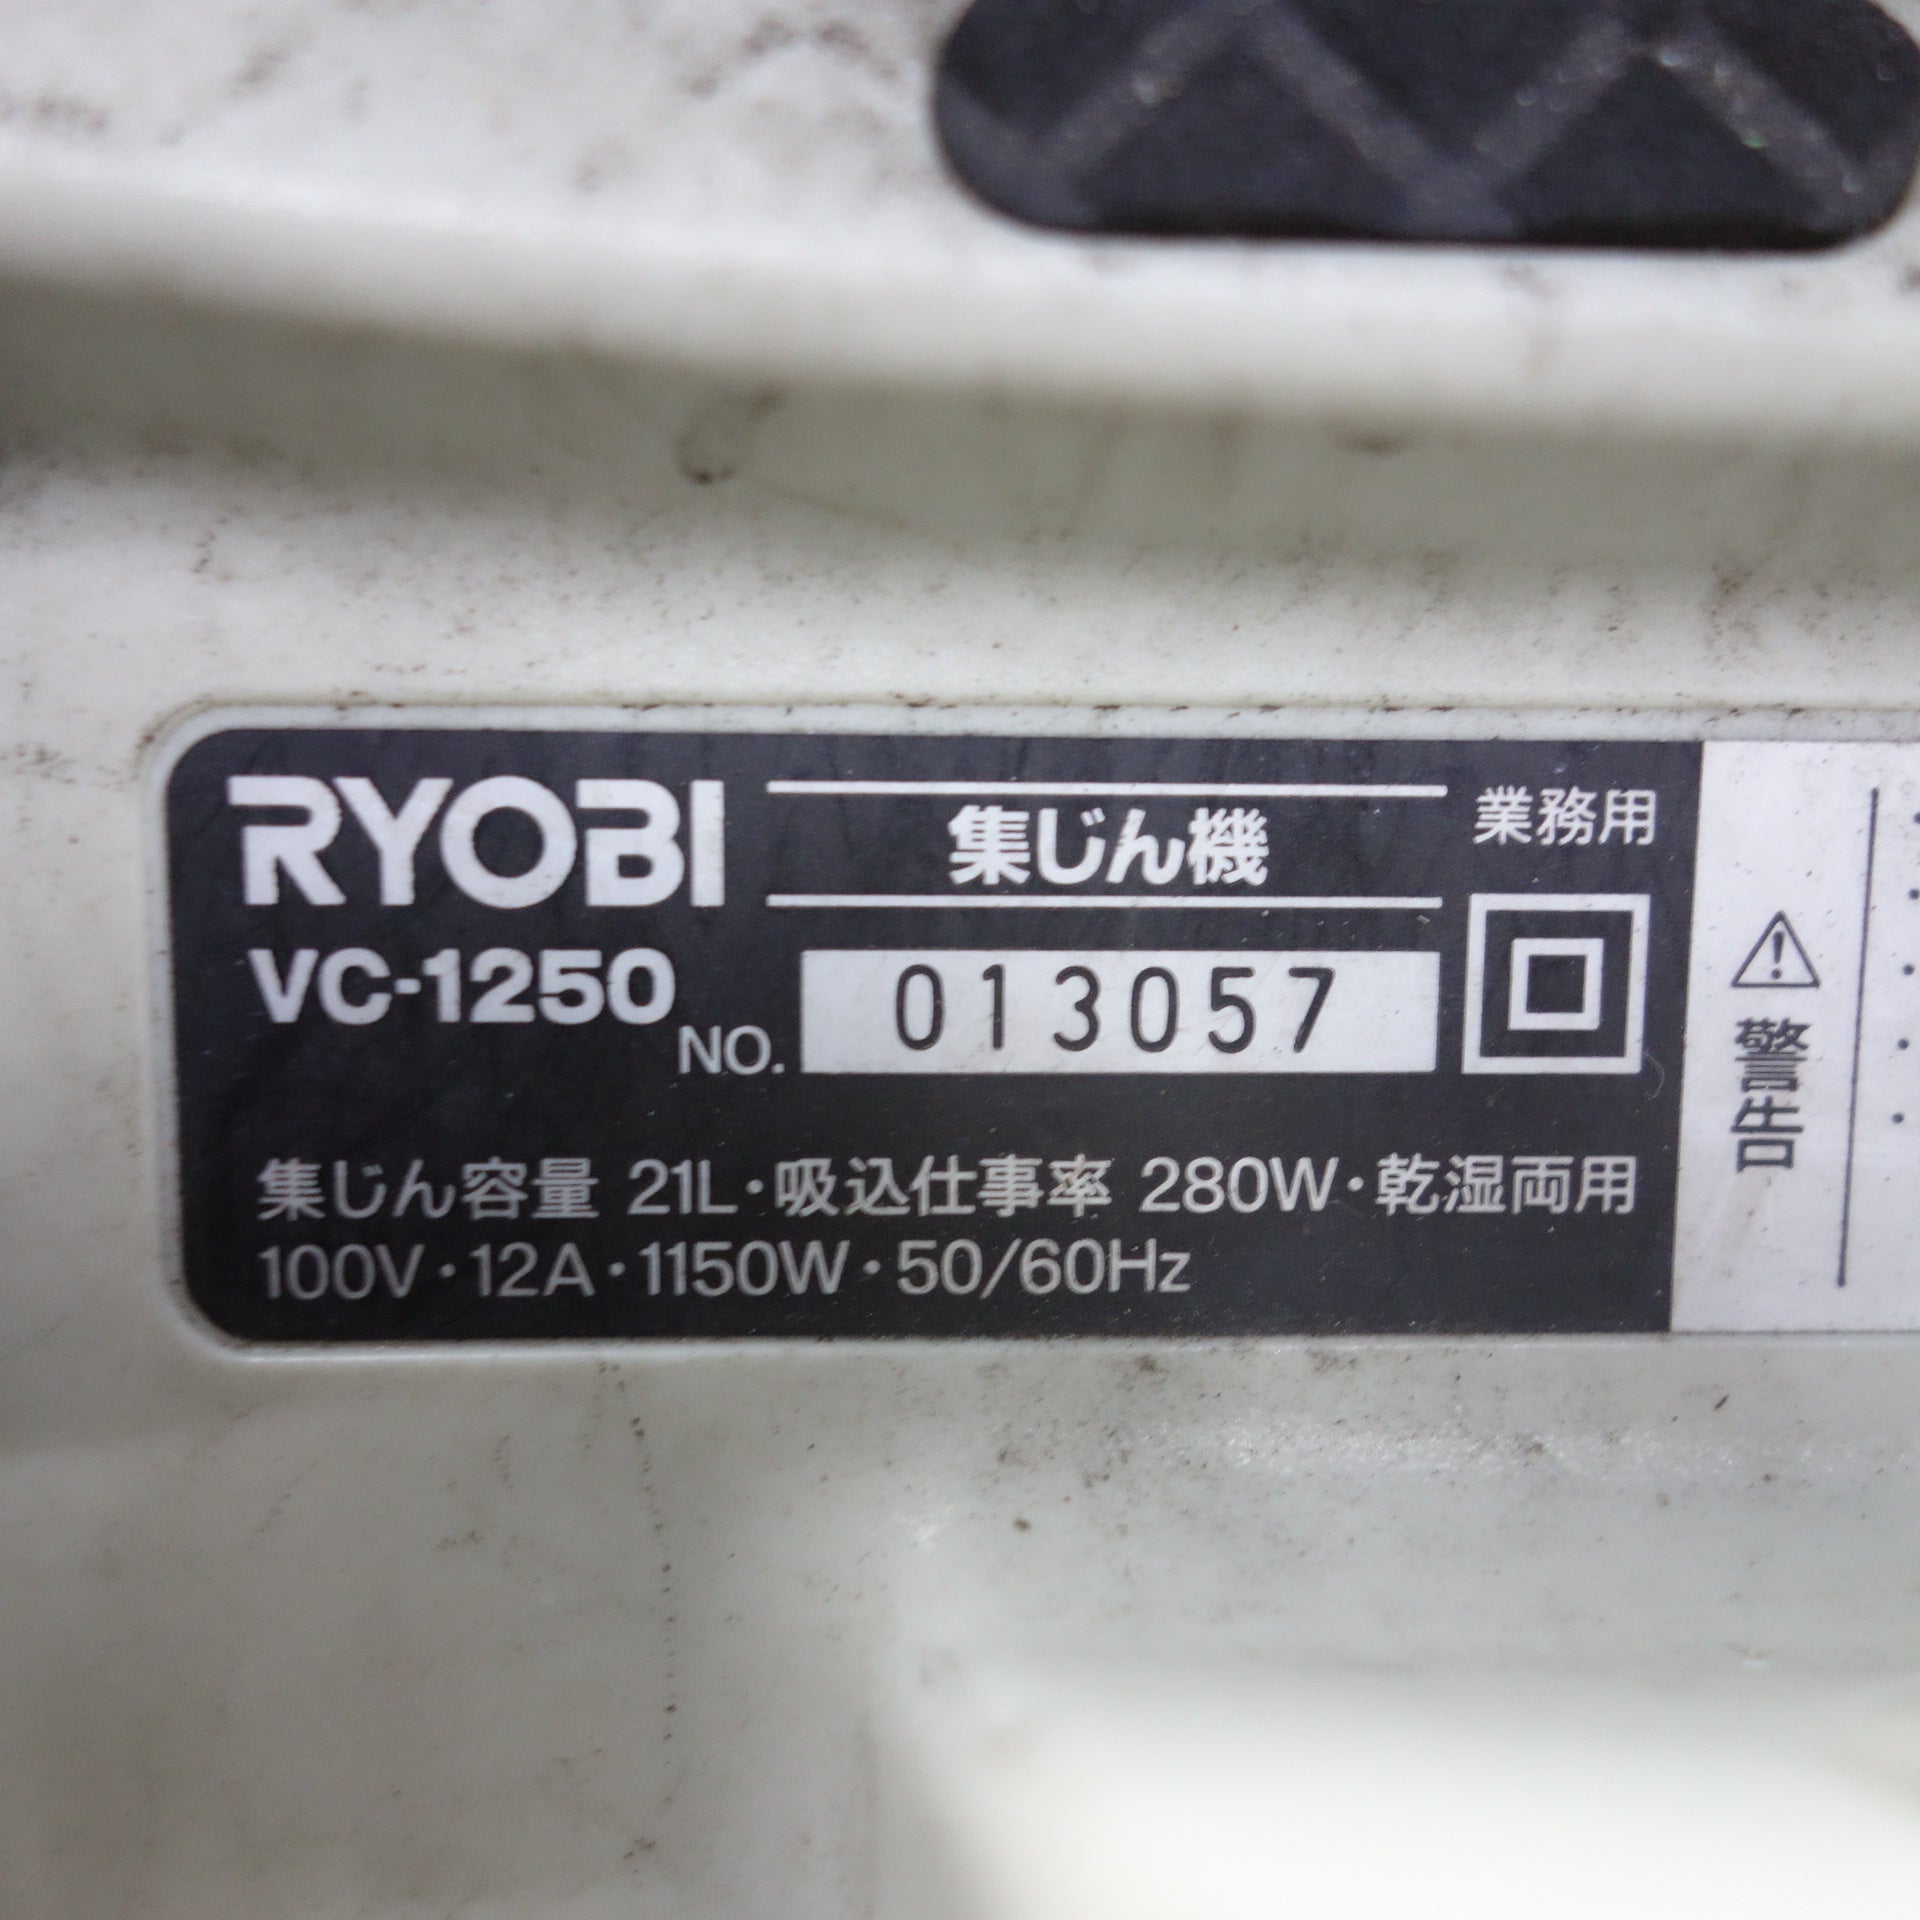 RYOBI 集じん機 業務用
VC-1250 NO. 013057
集じん容量 21L・吸込仕事率 280W・乾湿両用
100V・12A・1150W・50/60Hz
警告